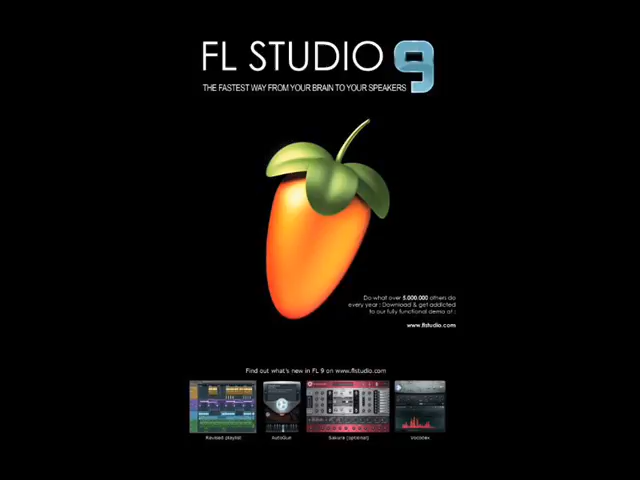 FL STUDIO 9
THE FASTEST WAY FROM YOUR BRAIN TO YOUR SPEAKERS
Do what over 5.000.000 others do
every year : Download & get addicted
to our fully functional demo at :
www.flstudio.com
Find out what's new in FL 9 on www.flstudio.com
Revised playlist
AutoGun
Sakura (optional)
Vocodex